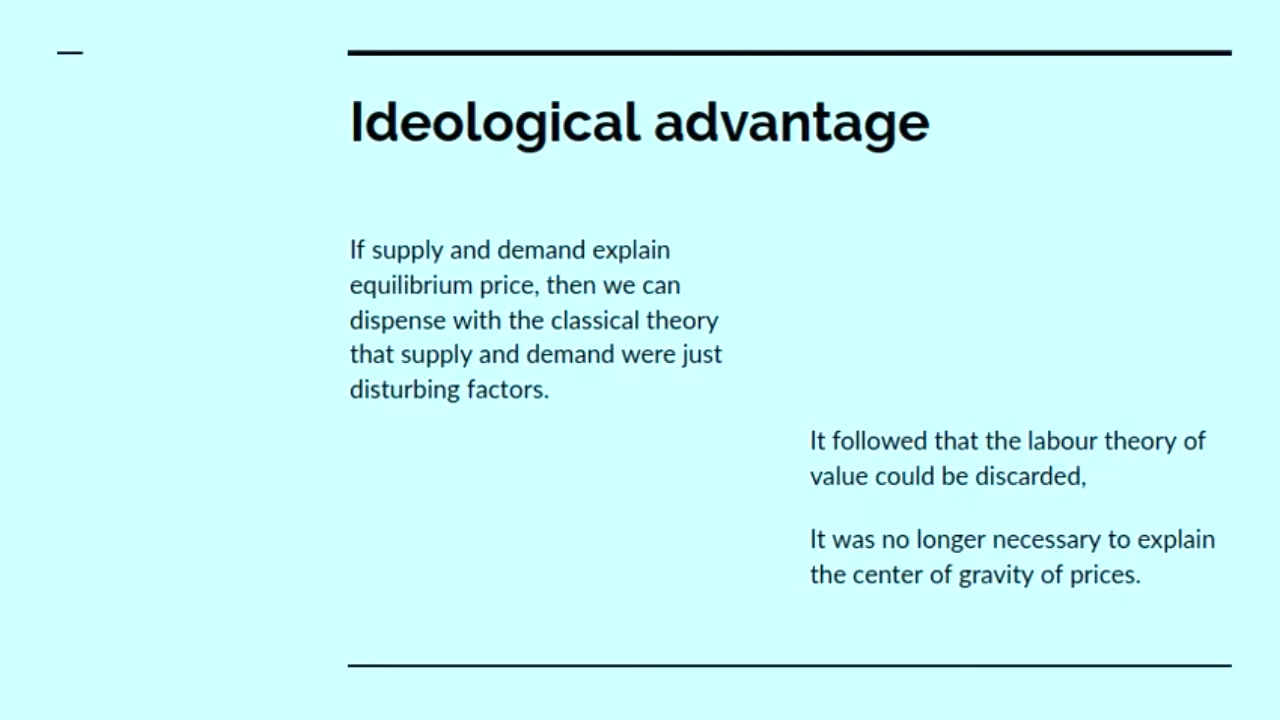 Ideological advantage
If supply and demand explain
equilibrium price, then we can
dispense with the classical theory
that supply and demand were just
disturbing factors.
It followed that the labour theory of
value could be discarded,
It was no longer necessary to explain
the center of gravity of prices.